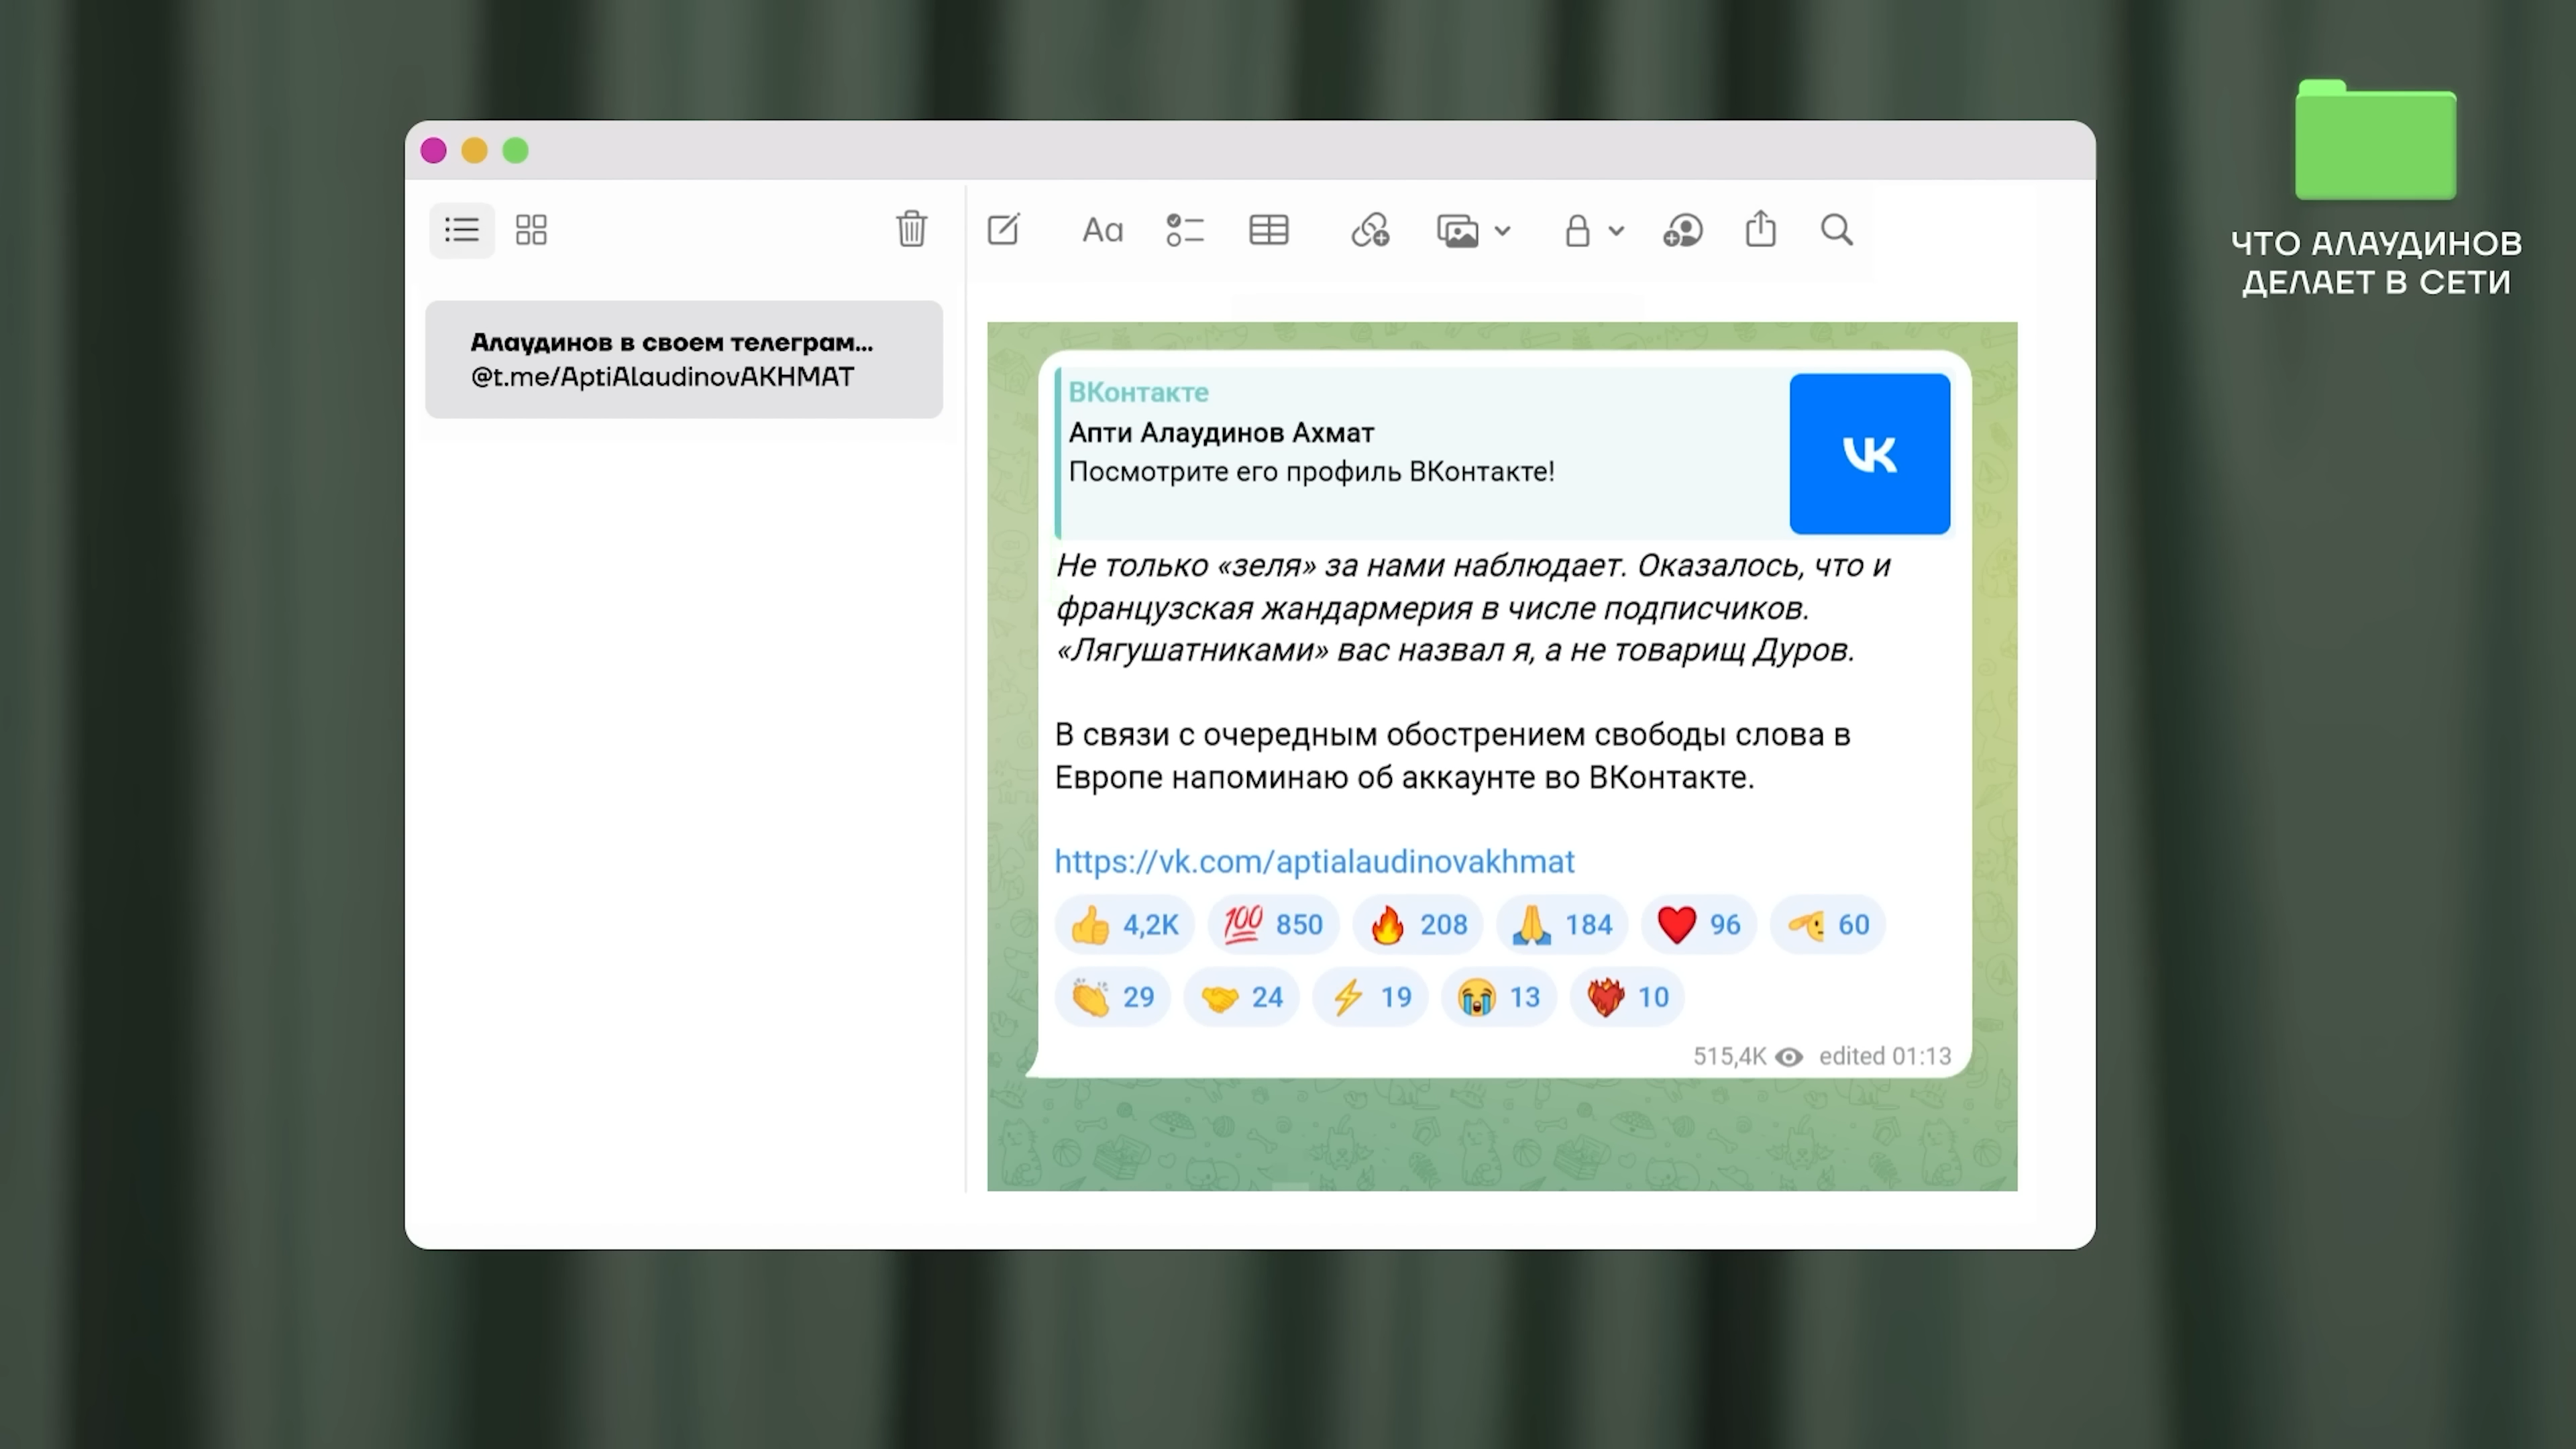 ЧТО АЛАУДИНОВ
ДЕЛАЕТ В СЕТИ
Aa
Алаудинов в своем телеграм...
@t.me/AptiAlaudinovAKHMAT
ВКонтакте
Апти Алаудинов Ахмат
Посмотрите его профиль ВКонтакте!
Не только «зеля» за нами наблюдает. Оказалось, что и
французская жандармерия в числе подписчиков.
«Лягушатниками» вас назвал я, а не товарищ Дуров.
В связи с очередным обострением свободы слова в
Европе напоминаю об аккаунте во ВКонтакте.
https://vk.com/aptialaudinovakhmat
👍 4,2K 💯 850 🔥 208 🙏 184 ❤ 96 🫡 60
👏 29 🤝 24 ⚡ 19 😭 13 ❤‍🔥 10
515,4K edited 01:13